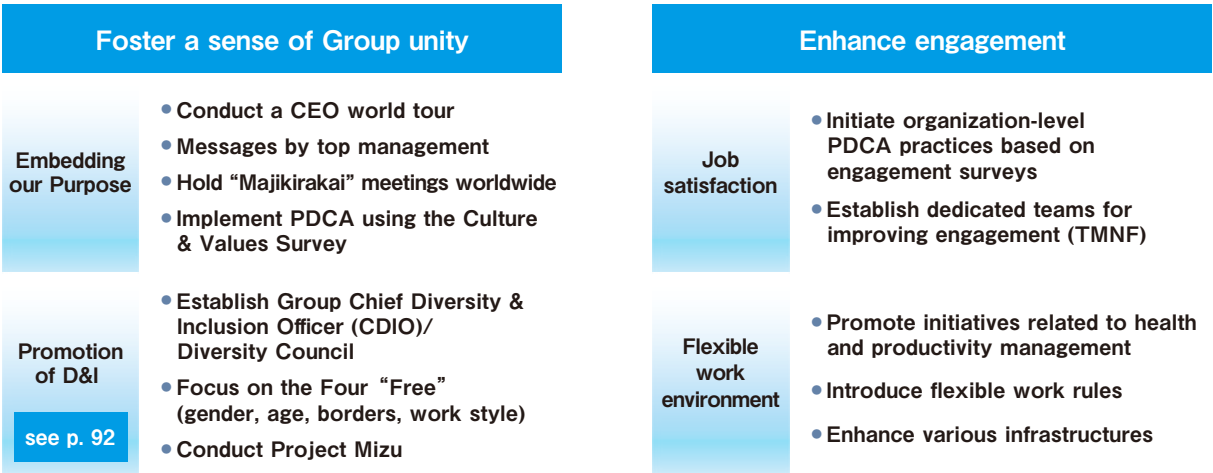 Foster a sense of Group unity
Embedding
our Purpose
• Conduct a CEO world tour
• Messages by top management
• Hold “Majikirakai” meetings worldwide
• Implement PDCA using the Culture
& Values Survey
Promotion
of D&I
see p. 92
• Establish Group Chief Diversity &
Inclusion Officer (CDIO)/
Diversity Council
• Focus on the Four “Free”
(gender, age, borders, work style)
• Conduct Project Mizu
Enhance engagement
Job
satisfaction
• Initiate organization-level
PDCA practices based on
engagement surveys
• Establish dedicated teams for
improving engagement (TMNF)
Flexible
work
environment
• Promote initiatives related to health
and productivity management
• Introduce flexible work rules
• Enhance various infrastructures